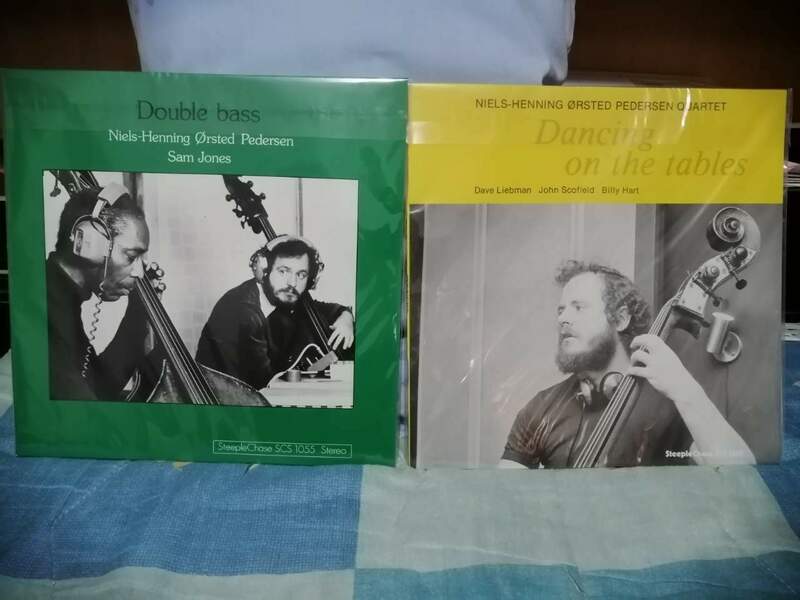 Double bass
Niels-Henning Ørsted Pedersen
Sam Jones
SteepleChase SCS 1055 Stereo
NIELS-HENNING ØRSTED PEDERSEN QUARTET
Dancing
on the tables
Dave Liebman John Scofield Billy Hart
SteepleChase